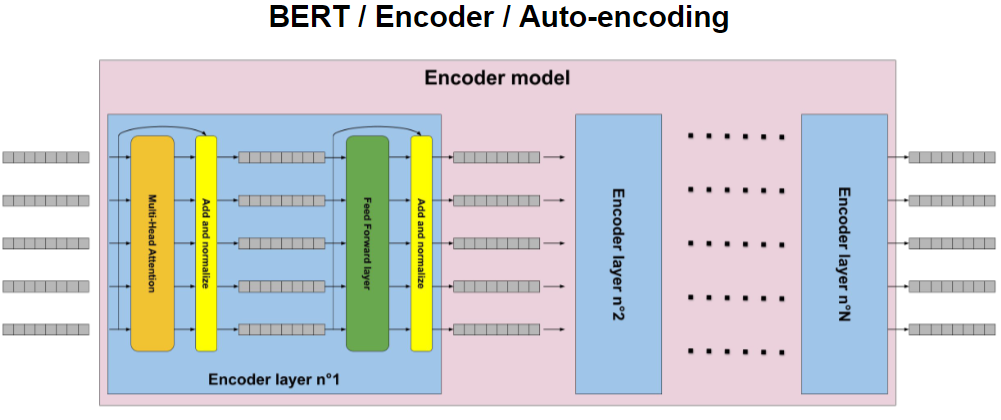 BERT / Encoder / Auto-encoding
Encoder model
Multi-Head Attention
Add and normalize
Feed Forward layer
Add and normalize
Encoder layer n°1
Encoder layer n°2
Encoder layer n°N